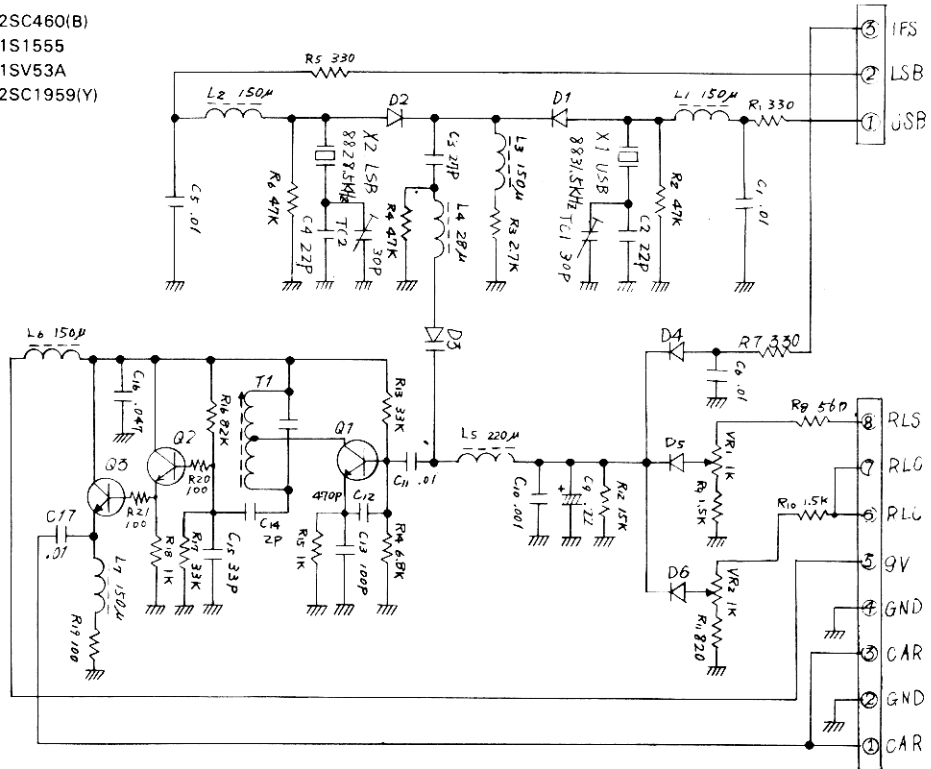 2SC460(B)
1S1555
1SV53A
2SC1959(Y)
③ IFS
② LSB
① USB
R5 330
L2 150μ
D2
D1
L1 150μ
R1 330
X2 LSB
8828.5KHz
C3 27P
L3 150μ
X1 USB
8831.5KHz
C5 .01
R6 47K
C4 22P
TC2
30P
R4 47K
L4 28μ
R3 2.7K
TC1 30P
C2 22P
R2 47K
C1 .01
D3
L6 150μ
C16 .047
R16 82K
T1
R13 33K
Q1
Q2
Q3
R20
100
R21
100
C17
.01
L7 150μ
R19 100
R18 1K
R17 33K
C15 33P
C14
2P
470P
C12
R15 1K
C13 100P
R14 6.8K
C11 .01
L5 220μ
C10 .001
+
C9 .22
R12 15K
D4
R7 330
C6 .01
D5
VR1 1K
R9 1.5K
R8 560
D6
VR2 1K
R11 820
R10 1.5K
⑧ RLS
⑦ RLC
⑥ RLC
⑤ 9V
④ GND
③ CAR
② GND
① CAR